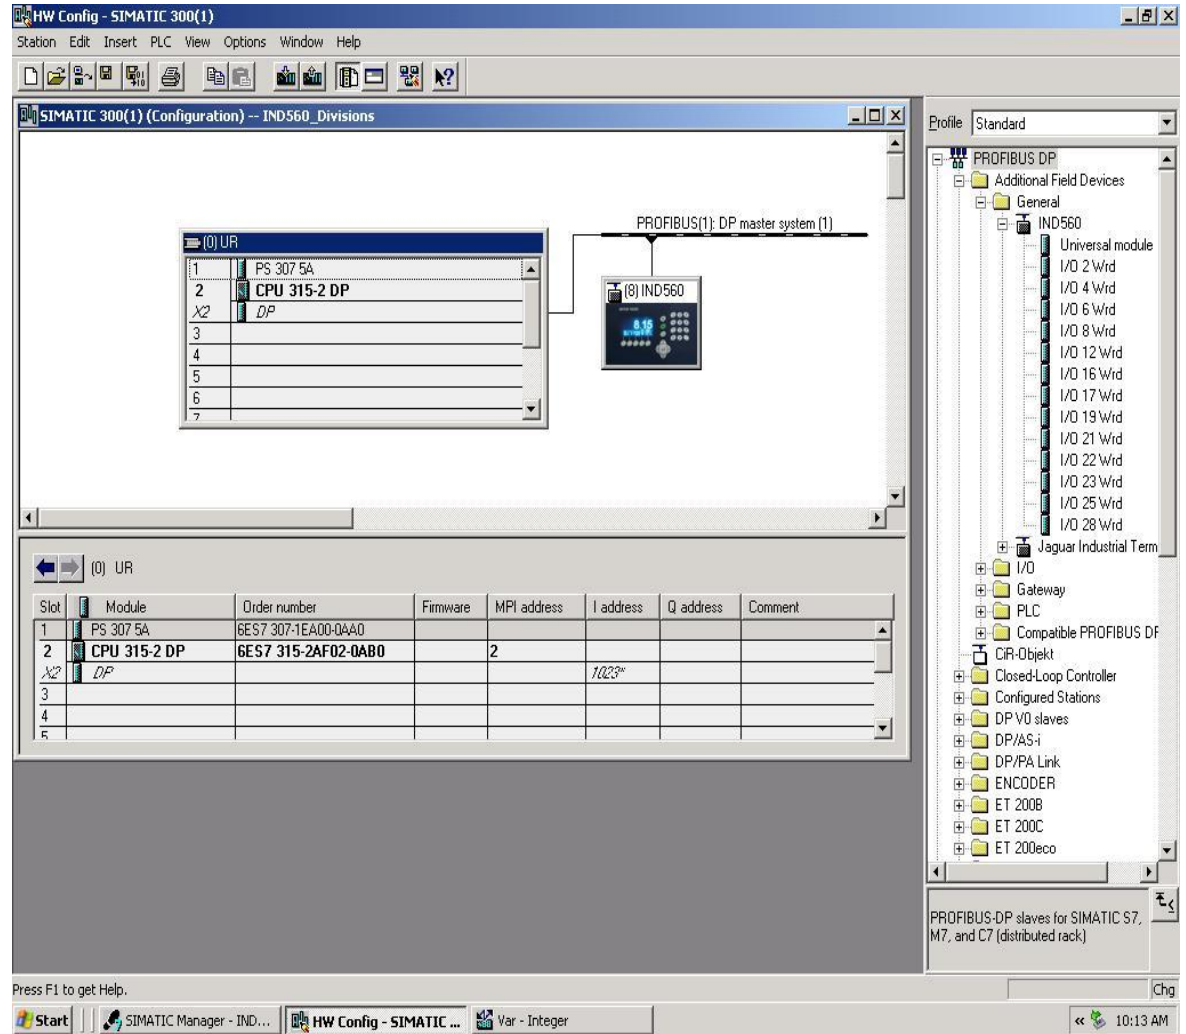 HW Config - SIMATIC 300(1)
Station Edit Insert PLC View Options Window Help
SIMATIC 300(1) (Configuration) -- IND560_Divisions
(0) UR
1 PS 307 5A
2 CPU 315-2 DP
X2 DP
3
4
5
6
7
PROFIBUS(1): DP master system (1)
(8) IND560
8.15
(0) UR
Slot Module Order number Firmware MPI address I address Q address Comment
1 PS 307 5A 6ES7 307-1EA00-0AA0
2 CPU 315-2 DP 6ES7 315-2AF02-0AB0 2
X2 DP 1023*
3
4
5
Profile Standard
PROFIBUS DP
Additional Field Devices
General
IND560
Universal module
I/O 2 Wrd
I/O 4 Wrd
I/O 6 Wrd
I/O 8 Wrd
I/O 12 Wrd
I/O 16 Wrd
I/O 17 Wrd
I/O 19 Wrd
I/O 21 Wrd
I/O 22 Wrd
I/O 23 Wrd
I/O 25 Wrd
I/O 28 Wrd
Jaguar Industrial Term
I/O
Gateway
PLC
Compatible PROFIBUS DP
CiR-Objekt
Closed-Loop Controller
Configured Stations
DP V0 slaves
DP/AS-i
DP/PA Link
ENCODER
ET 200B
ET 200C
ET 200eco
PROFIBUS-DP slaves for SIMATIC S7,
M7, and C7 (distributed rack)
Press F1 to get Help.
Chg
Start SIMATIC Manager - IND... HW Config - SIMATIC ... Var - Integer « 10:13 AM